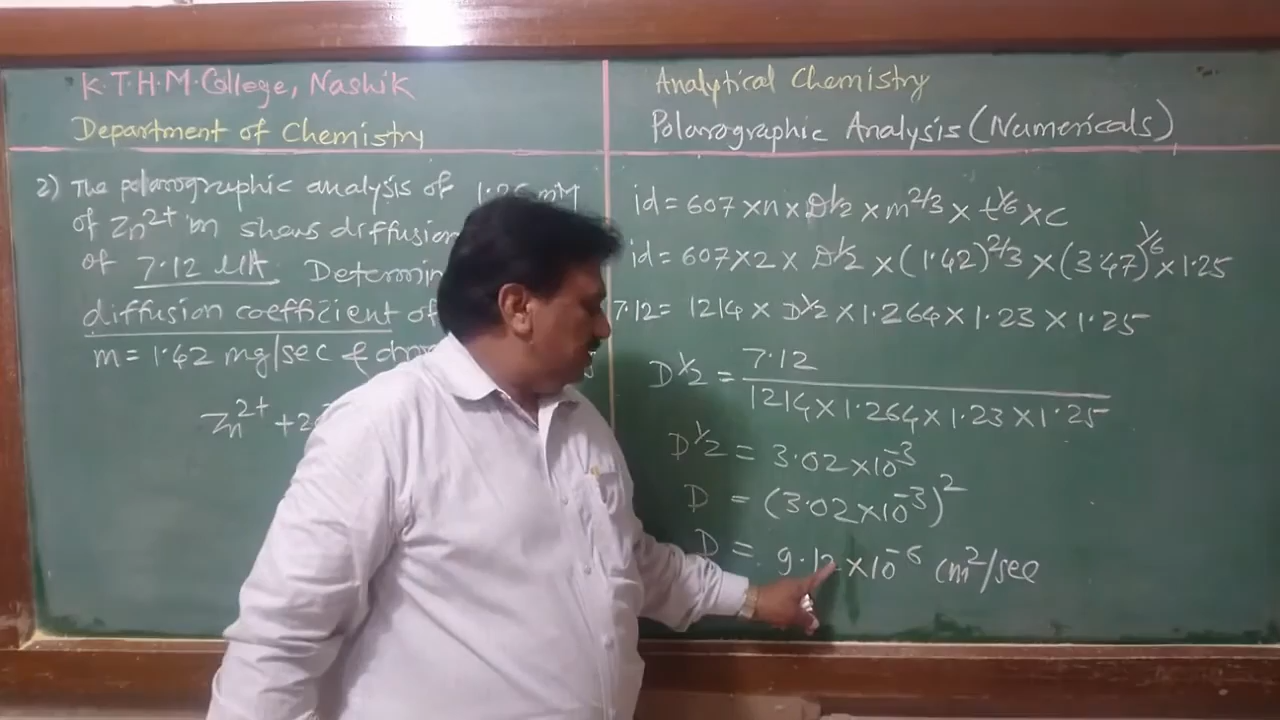 K.T.H.M.College, Nashik
Department of Chemistry
2) The polarographic analysis of 1.25 mM
of Zn2+ ion shows diffusion
of 7.12 µA. Determin
diffusion coefficient of
m = 1.42 mg/sec &
Zn2+ +2
Analytical Chemistry
Polarographic Analysis (Numericals)
id = 607 × n × D1/2 × m2/3 × t1/6 × C
id = 607 × 2 × D1/2 × (1.42)2/3 × (3.47)1/6 × 1.25
7.12 = 1214 × D1/2 × 1.264 × 1.23 × 1.25
D1/2 = 7.12
1214 × 1.264 × 1.23 × 1.25
D1/2 = 3.02 × 10-3
D = (3.02 × 10-3)2
D = 9.12 × 10-6 cm2/sec